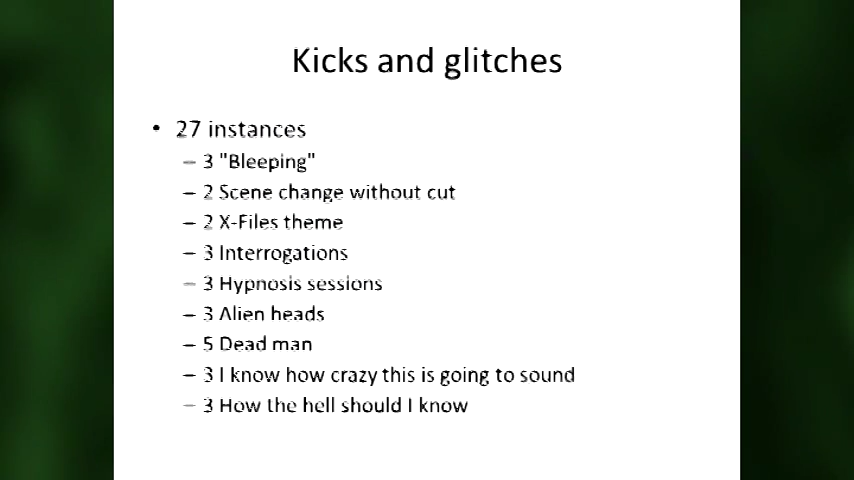 Kicks and glitches
• 27 instances
– 3 "Bleeping"
– 2 Scene change without cut
– 2 X-Files theme
– 3 Interrogations
– 3 Hypnosis sessions
– 3 Alien heads
– 5 Dead man
– 3 I know how crazy this is going to sound
– 3 How the hell should I know